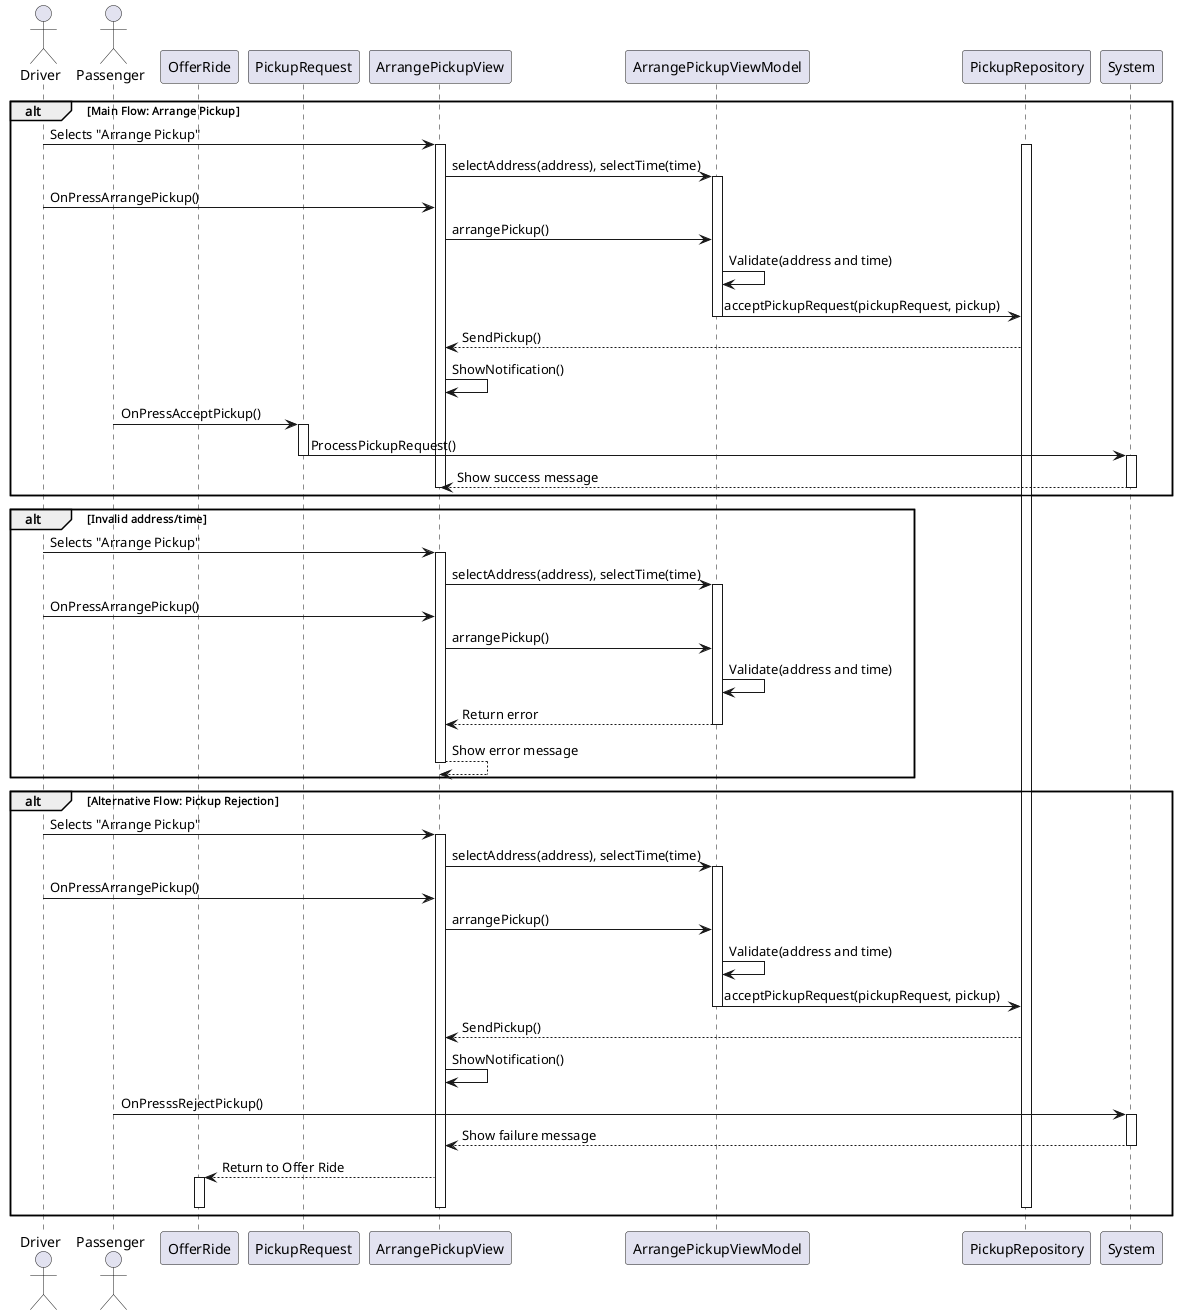 Driver
Passenger
OfferRide
PickupRequest
ArrangePickupView
ArrangePickupViewModel
PickupRepository
System
alt [Main Flow: Arrange Pickup]
Selects "Arrange Pickup"
selectAddress(address), selectTime(time)
OnPressArrangePickup()
arrangePickup()
Validate(address and time)
acceptPickupRequest(pickupRequest, pickup)
SendPickup()
ShowNotification()
OnPressAcceptPickup()
ProcessPickupRequest()
Show success message
alt [Invalid address/time]
Selects "Arrange Pickup"
selectAddress(address), selectTime(time)
OnPressArrangePickup()
arrangePickup()
Validate(address and time)
Return error
Show error message
alt [Alternative Flow: Pickup Rejection]
Selects "Arrange Pickup"
selectAddress(address), selectTime(time)
OnPressArrangePickup()
arrangePickup()
Validate(address and time)
acceptPickupRequest(pickupRequest, pickup)
SendPickup()
ShowNotification()
OnPresssRejectPickup()
Show failure message
Return to Offer Ride
Driver
Passenger
OfferRide
PickupRequest
ArrangePickupView
ArrangePickupViewModel
PickupRepository
System